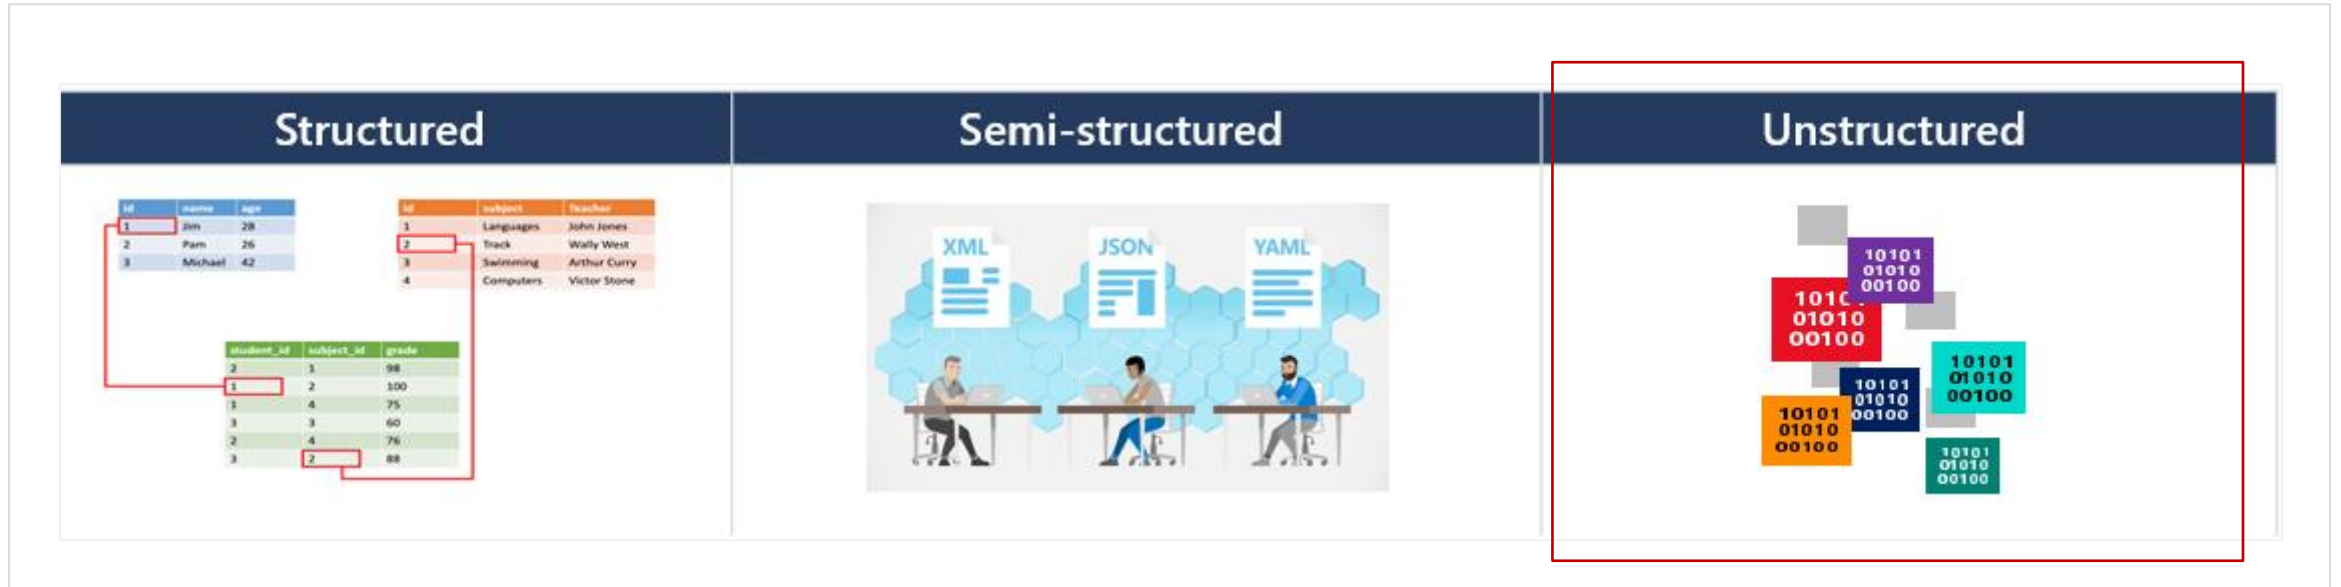 Structured
Semi-structured
Unstructured
id name age
1 Jim 28
2 Pam 26
3 Michael 42
id subject Teacher
1 Languages John Jones
2 Track Wally West
3 Swimming Arthur Curry
4 Computers Victor Stone
student_id subject_id grade
2 1 98
1 2 100
1 4 75
3 3 60
2 4 76
3 2 88
XML
JSON
YAML
10101
01010
00100
1010
01010
00100
10101
01010
00100
10101
01010
00100
10101
01010
00100
10101
01010
00100